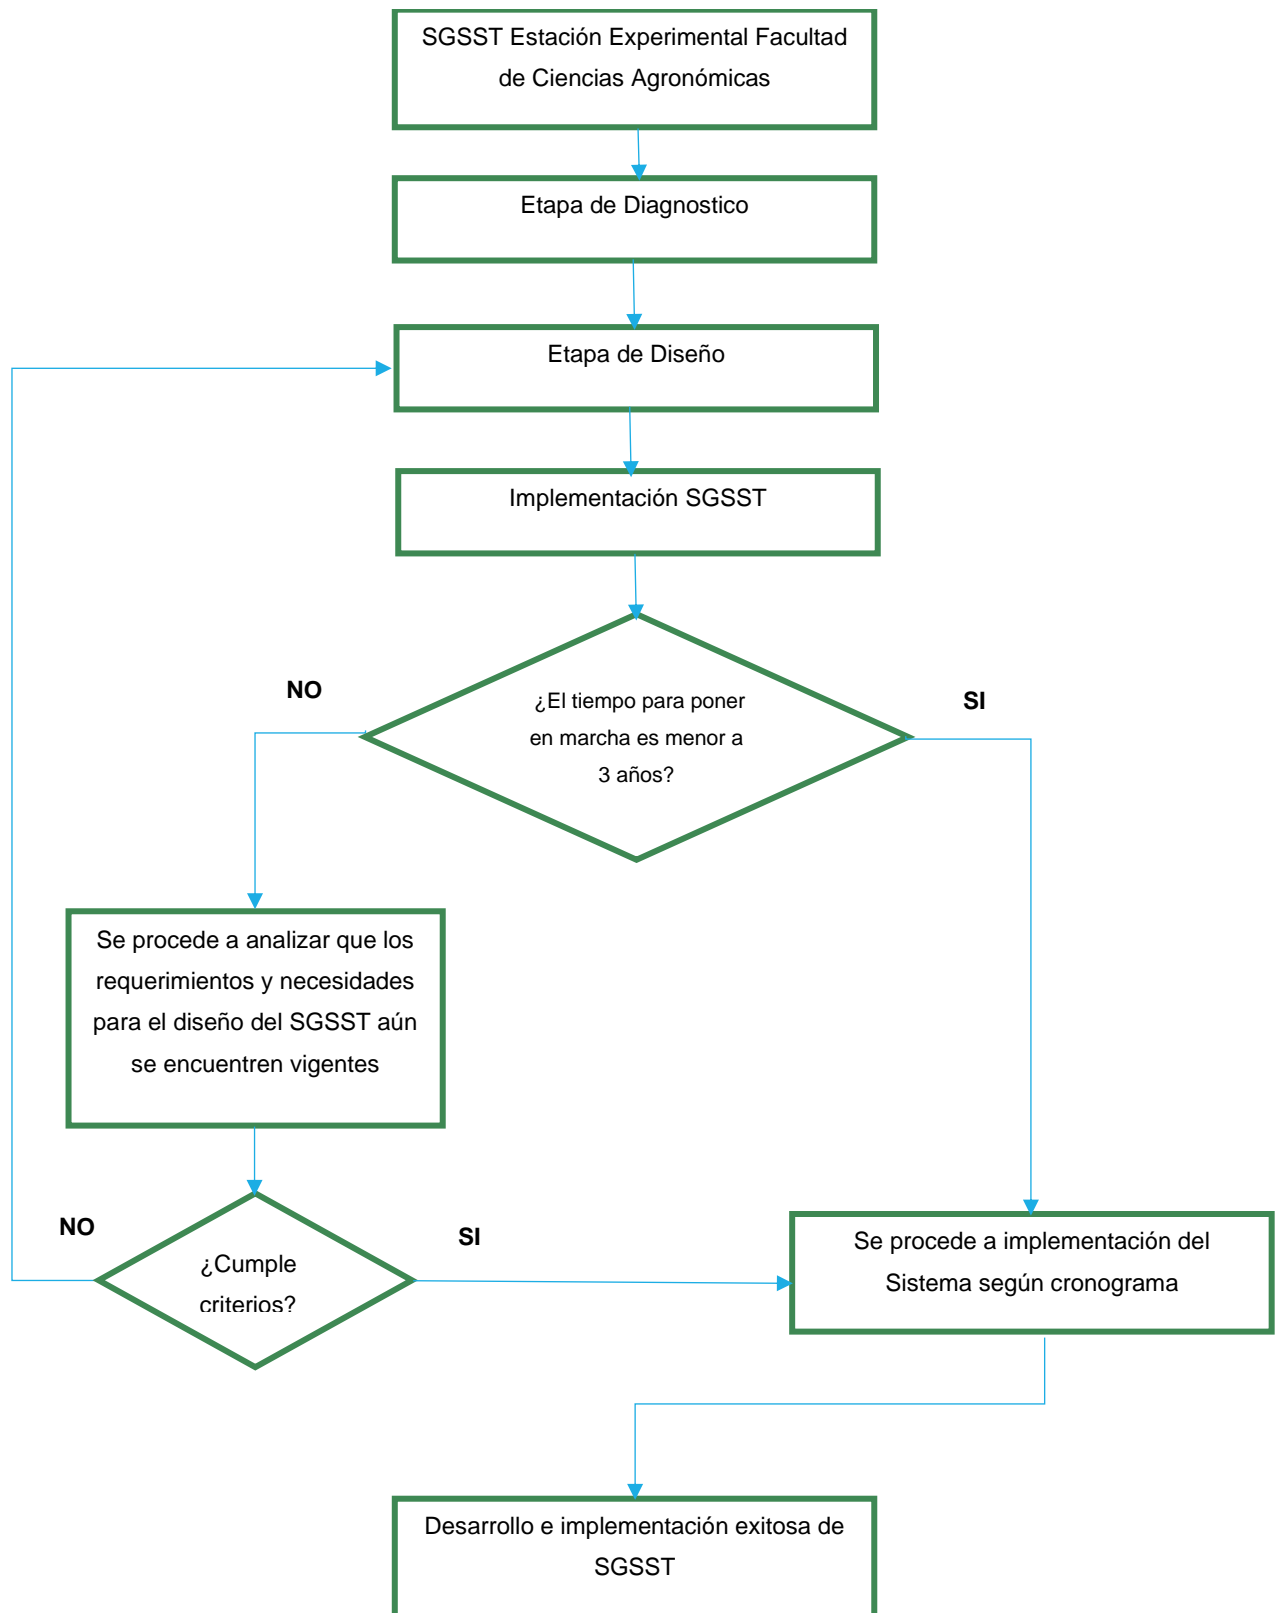 SGSST Estación Experimental Facultad
de Ciencias Agronómicas
Etapa de Diagnostico
Etapa de Diseño
Implementación SGSST
NO
SI
¿El tiempo para poner
en marcha es menor a
3 años?
Se procede a analizar que los
requerimientos y necesidades
para el diseño del SGSST aún
se encuentren vigentes
NO
SI
¿Cumple
criterios?
Se procede a implementación del
Sistema según cronograma
Desarrollo e implementación exitosa de
SGSST